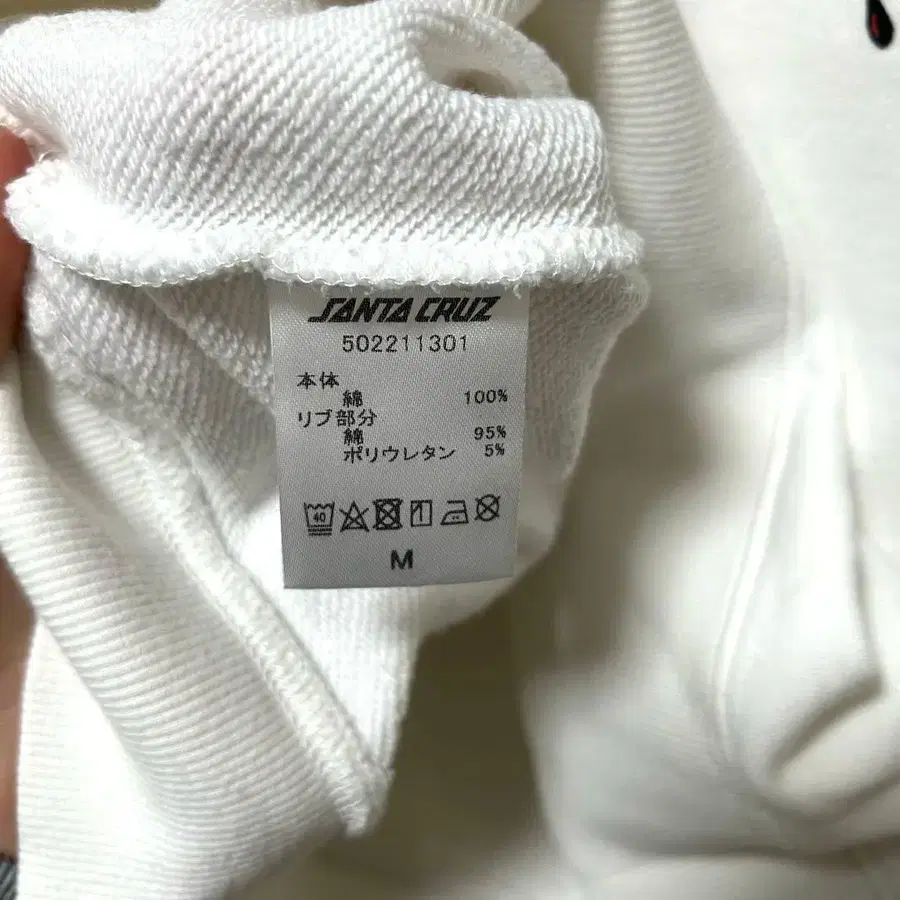 SANTA CRUZ
502211301
本体
綿 100%
リブ部分
綿 95%
ポリウレタン 5%
40
M